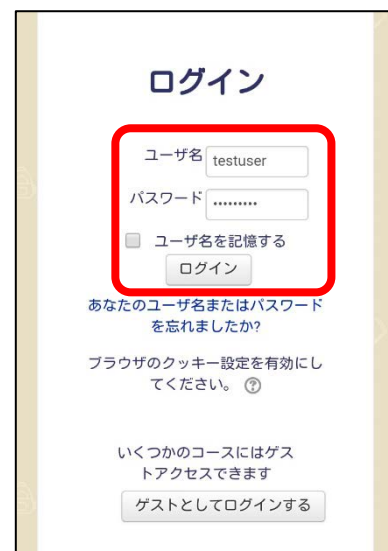 ログイン
ユーザ名 testuser
パスワード •••••••••
ユーザ名を記憶する
ログイン
あなたのユーザ名またはパスワード
を忘れましたか?
ブラウザのクッキー設定を有効にし
てください。 ?
いくつかのコースにはゲス
トアクセスできます
ゲストとしてログインする